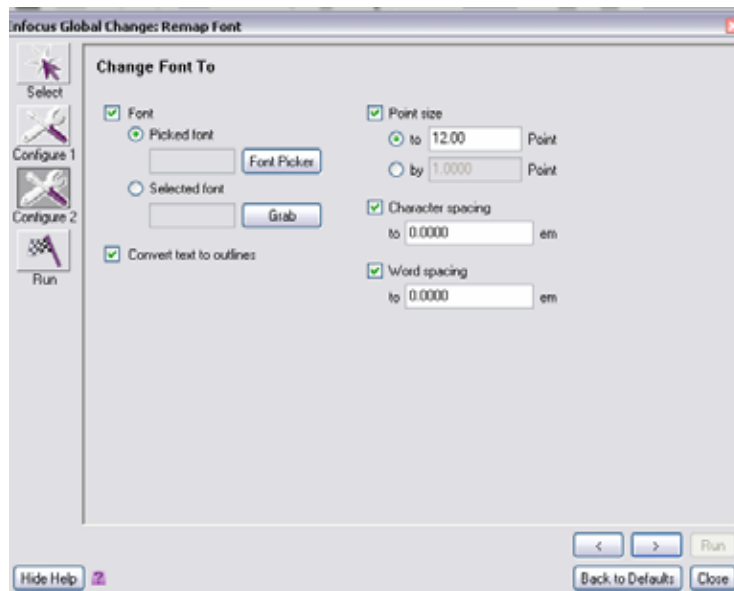 Enfocus Global Change: Remap Font
Select
Configure 1
Configure 2
Run
Change Font To
Font
Picked font
Font Picker
Selected font
Grab
Convert text to outlines
Point size
to 12.00 Point
by 1.0000 Point
Character spacing
to 0.0000 em
Word spacing
to 0.0000 em
< > Run
Hide Help ? Back to Defaults Close